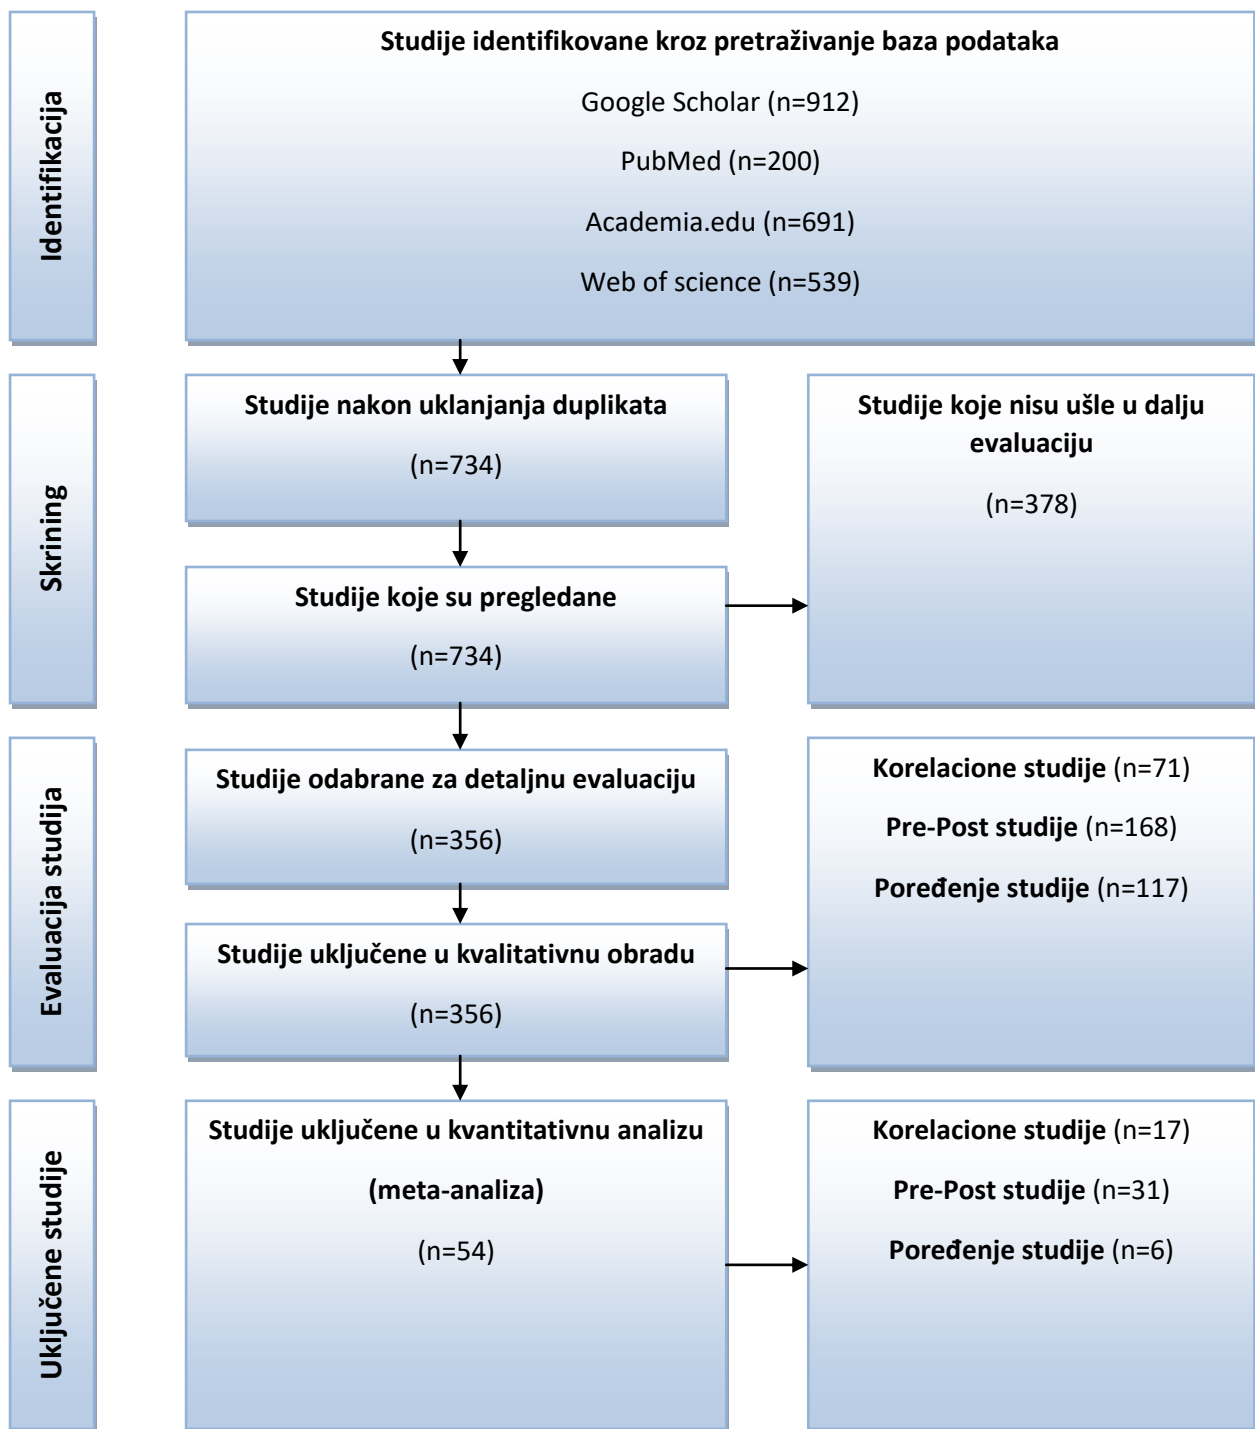 Identifikacija
Studije identifikovane kroz pretraživanje baza podataka
Google Scholar (n=912)
PubMed (n=200)
Academia.edu (n=691)
Web of science (n=539)
Skrining
Studije nakon uklanjanja duplikata
(n=734)
Studije koje nisu ušle u dalju
evaluaciju
(n=378)
Studije koje su pregledane
(n=734)
Evaluacija studija
Studije odabrane za detaljnu evaluaciju
(n=356)
Korelacione studije (n=71)
Pre-Post studije (n=168)
Poređenje studije (n=117)
Studije uključene u kvalitativnu obradu
(n=356)
Uključene studije
Studije uključene u kvantitativnu analizu
(meta-analiza)
(n=54)
Korelacione studije (n=17)
Pre-Post studije (n=31)
Poređenje studije (n=6)